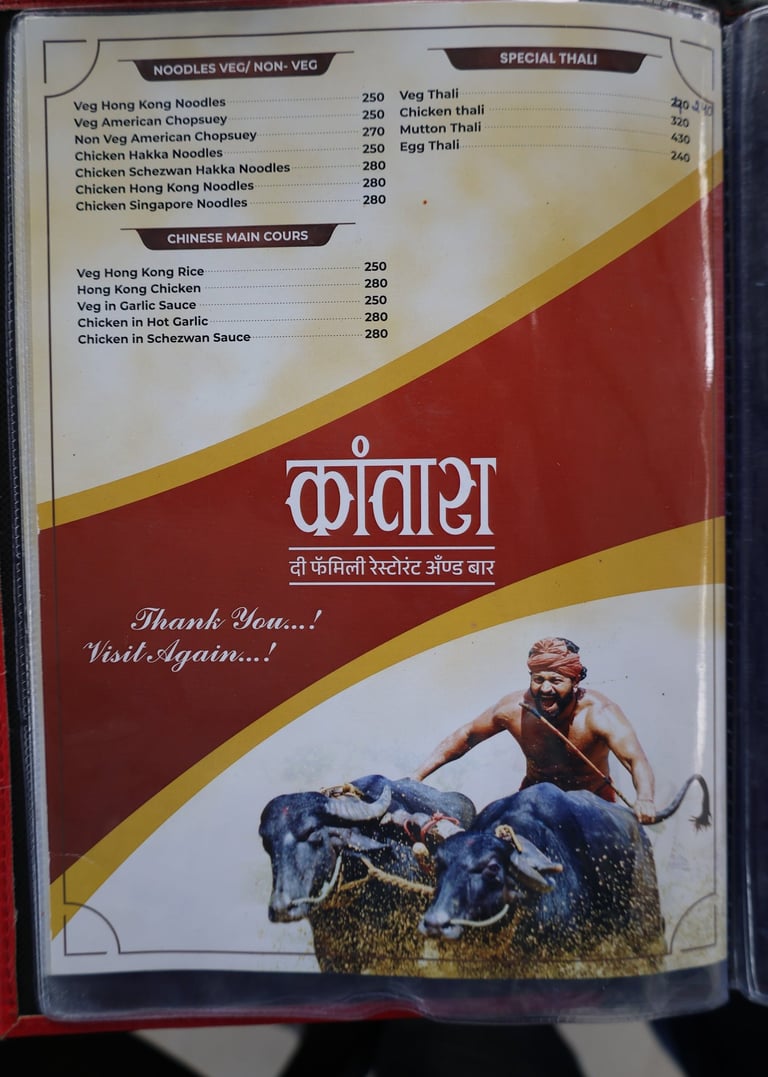 NOODLES VEG/ NON- VEG
Veg Hong Kong Noodles 250
Veg American Chopsuey 250
Non Veg American Chopsuey 270
Chicken Hakka Noodles 250
Chicken Schezwan Hakka Noodles 280
Chicken Hong Kong Noodles 280
Chicken Singapore Noodles 280
CHINESE MAIN COURS
Veg Hong Kong Rice 250
Hong Kong Chicken 280
Veg in Garlic Sauce 250
Chicken in Hot Garlic 280
Chicken in Schezwan Sauce 280
SPECIAL THALI
Veg Thali
Chicken thali 320
Mutton Thali 430
Egg Thali 240
कांतारा
दी फॅमिली रेस्टोरंट अँण्ड बार
Thank You...!
Visit Again...!